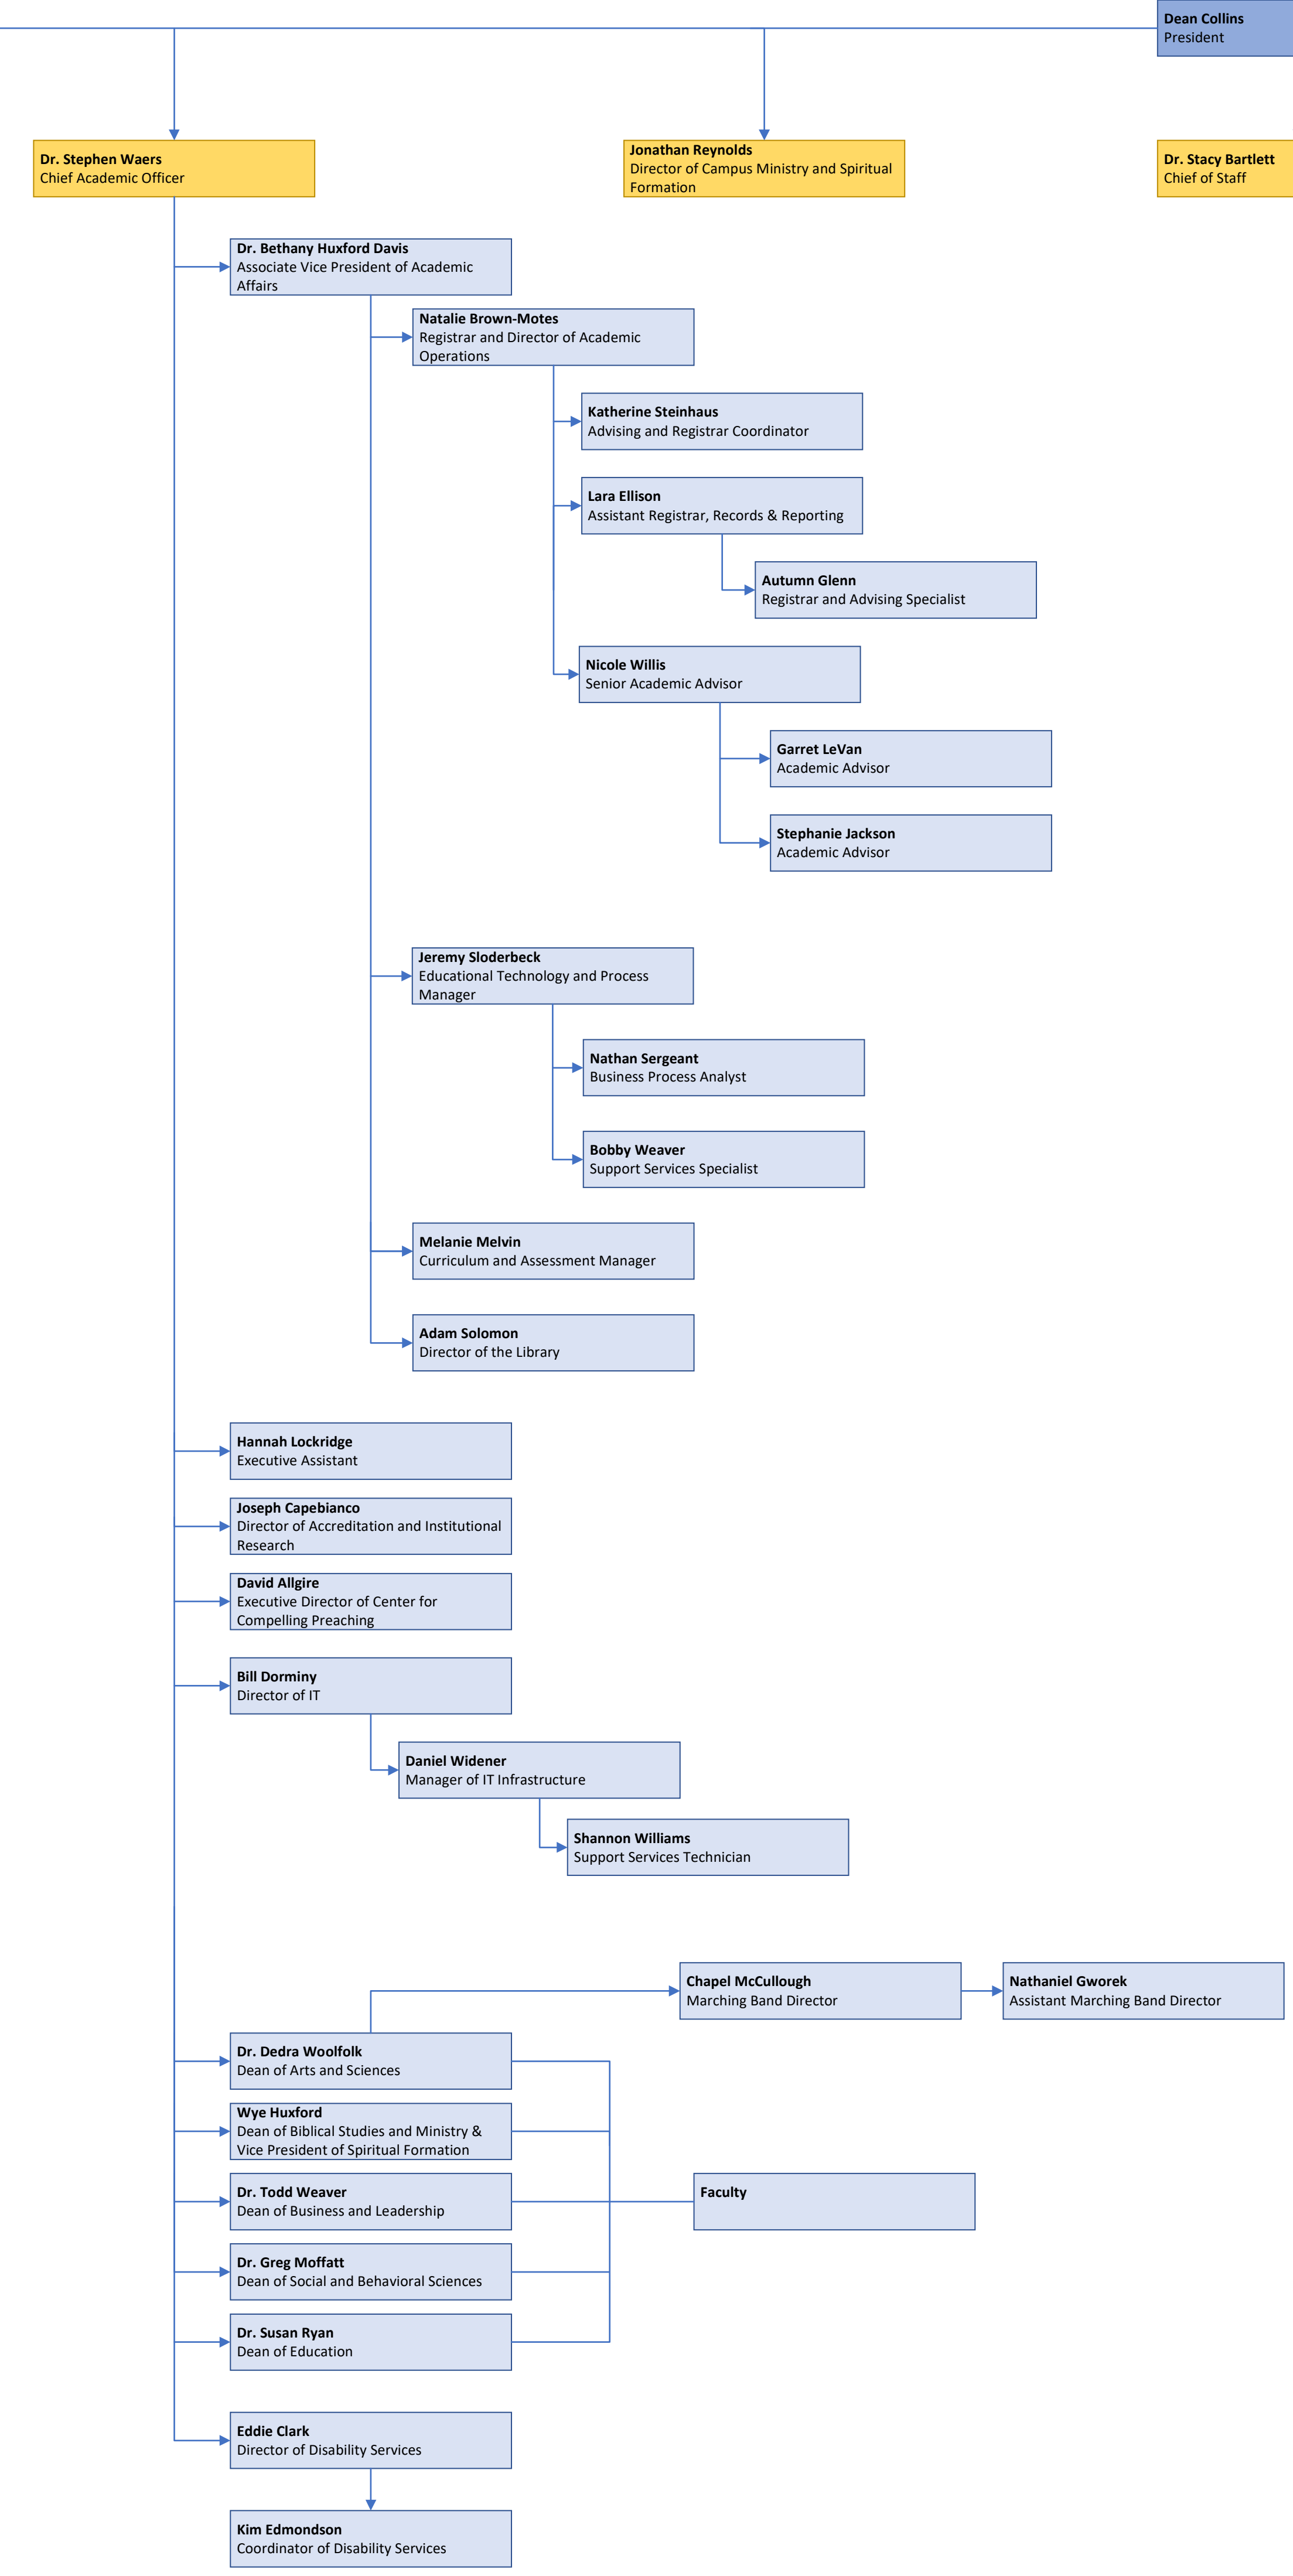 Dean Collins
President
Dr. Stephen Waers
Chief Academic Officer
Jonathan Reynolds
Director of Campus Ministry and Spiritual
Formation
Dr. Stacy Bartlett
Chief of Staff
Dr. Bethany Huxford Davis
Associate Vice President of Academic
Affairs
Natalie Brown-Motes
Registrar and Director of Academic
Operations
Katherine Steinhaus
Advising and Registrar Coordinator
Lara Ellison
Assistant Registrar, Records & Reporting
Autumn Glenn
Registrar and Advising Specialist
Nicole Willis
Senior Academic Advisor
Garret LeVan
Academic Advisor
Stephanie Jackson
Academic Advisor
Jeremy Sloderbeck
Educational Technology and Process
Manager
Nathan Sergeant
Business Process Analyst
Bobby Weaver
Support Services Specialist
Melanie Melvin
Curriculum and Assessment Manager
Adam Solomon
Director of the Library
Hannah Lockridge
Executive Assistant
Joseph Capebianco
Director of Accreditation and Institutional
Research
David Allgire
Executive Director of Center for
Compelling Preaching
Bill Dorminy
Director of IT
Daniel Widener
Manager of IT Infrastructure
Shannon Williams
Support Services Technician
Chapel McCullough
Marching Band Director
Nathaniel Gworek
Assistant Marching Band Director
Dr. Dedra Woolfolk
Dean of Arts and Sciences
Wye Huxford
Dean of Biblical Studies and Ministry &
Vice President of Spiritual Formation
Dr. Todd Weaver
Dean of Business and Leadership
Faculty
Dr. Greg Moffatt
Dean of Social and Behavioral Sciences
Dr. Susan Ryan
Dean of Education
Eddie Clark
Director of Disability Services
Kim Edmondson
Coordinator of Disability Services